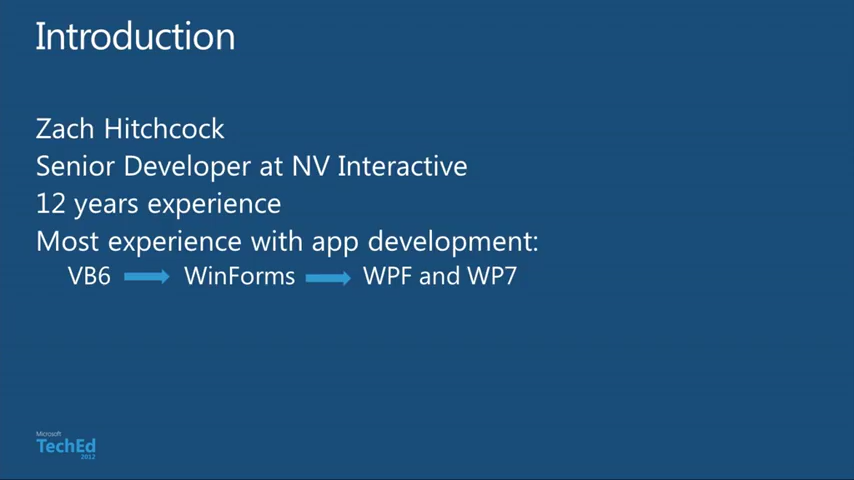 Introduction
Zach Hitchcock
Senior Developer at NV Interactive
12 years experience
Most experience with app development:
VB6 WinForms WPF and WP7
Microsoft
TechEd
2012